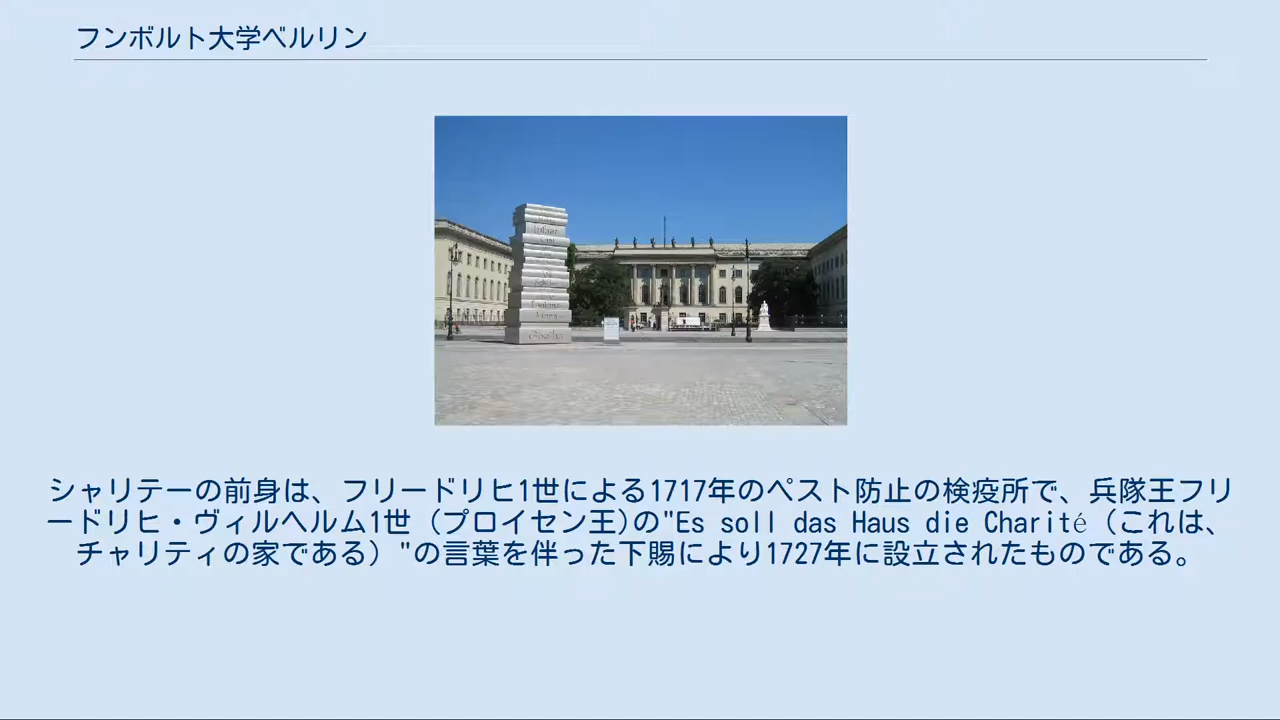 フンボルト大学ベルリン
シャリテーの前身は、フリードリヒ1世による1717年のペスト防止の検疫所で、兵隊王フリ
ードリヒ・ヴィルヘルム1世（プロイセン王)の"Es soll das Haus die Charité（これは、
チャリティの家である）"の言葉を伴った下賜により1727年に設立されたものである。